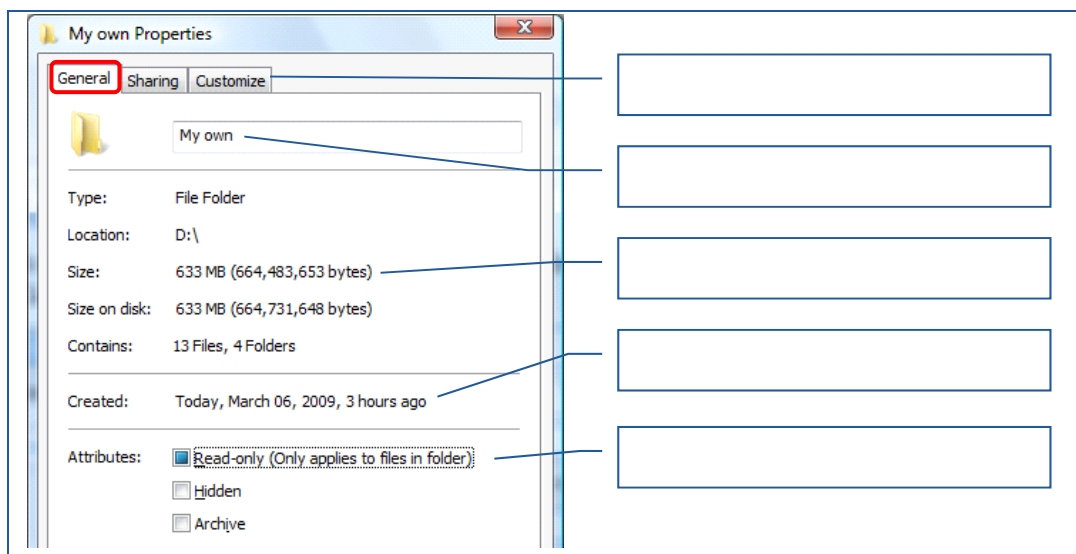 My own Properties
General Sharing Customize
My own
Type: File Folder
Location: D:\
Size: 633 MB (664,483,653 bytes)
Size on disk: 633 MB (664,731,648 bytes)
Contains: 13 Files, 4 Folders
Created: Today, March 06, 2009, 3 hours ago
Attributes: Read-only (Only applies to files in folder)
Hidden
Archive